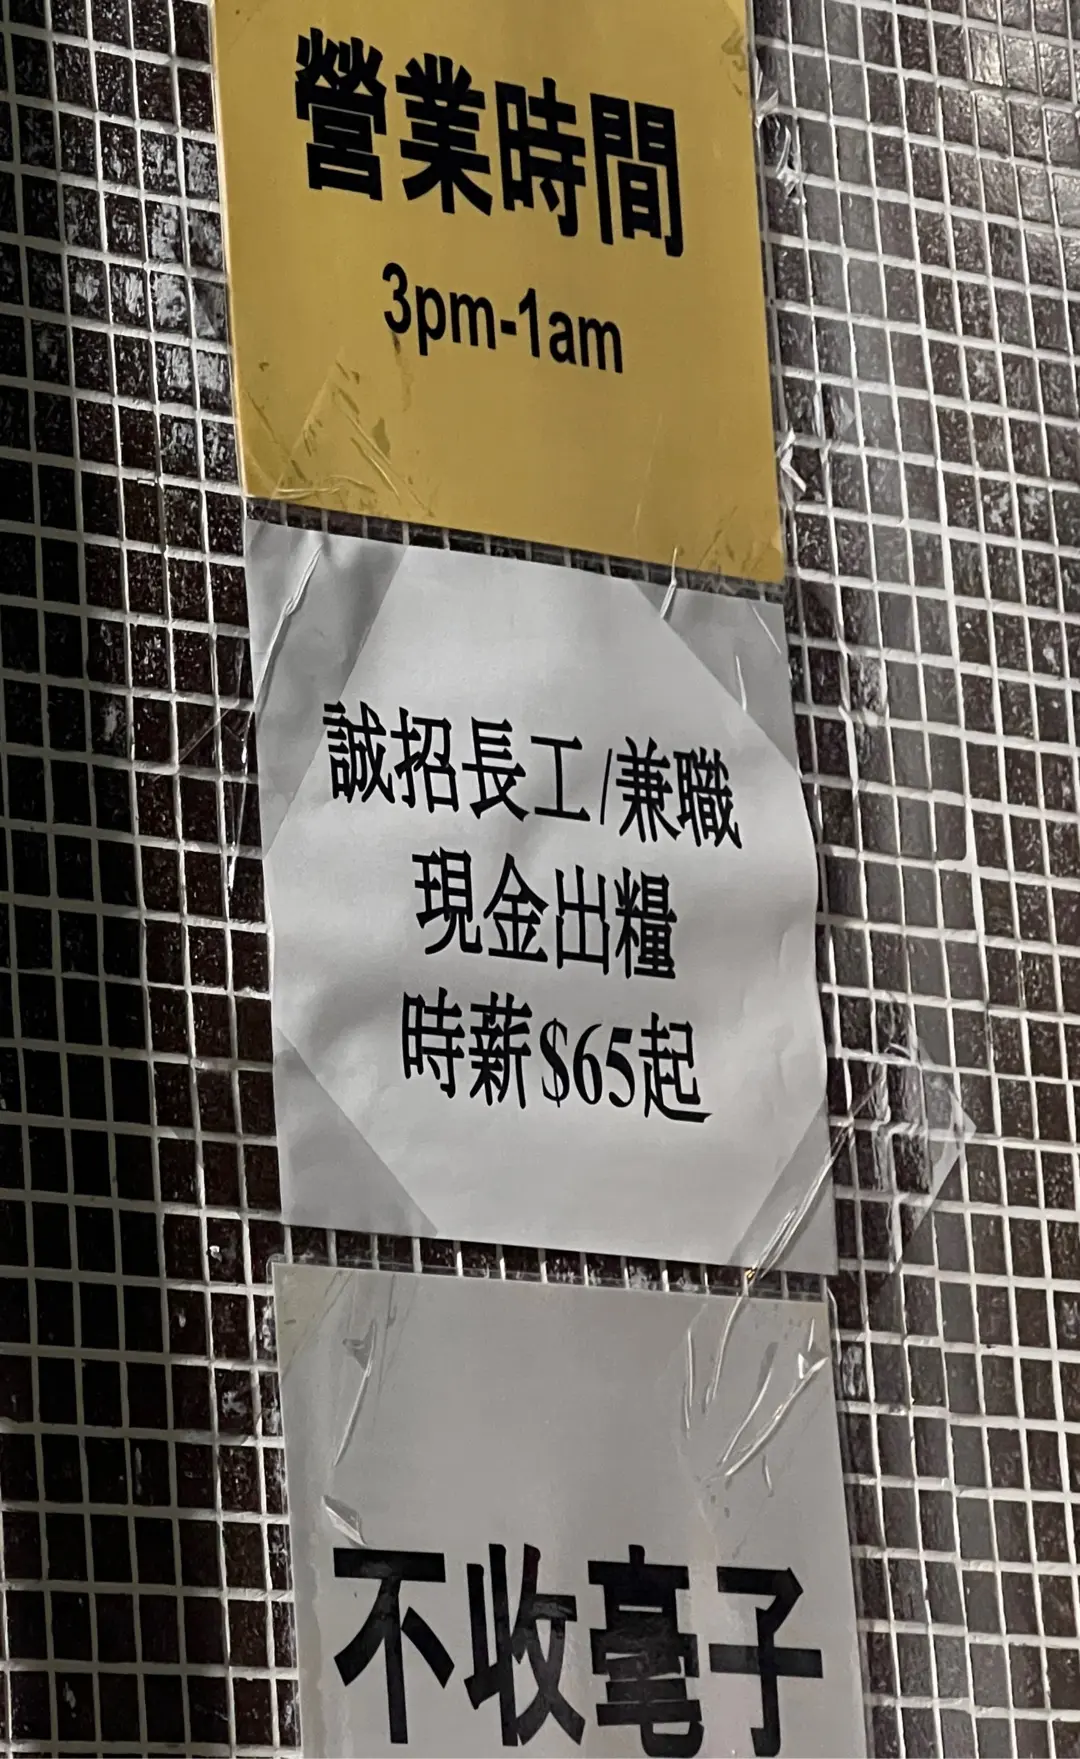 營業時間
3pm-1am
誠招長工/兼職
現金出糧
時薪$65起
不收毫子